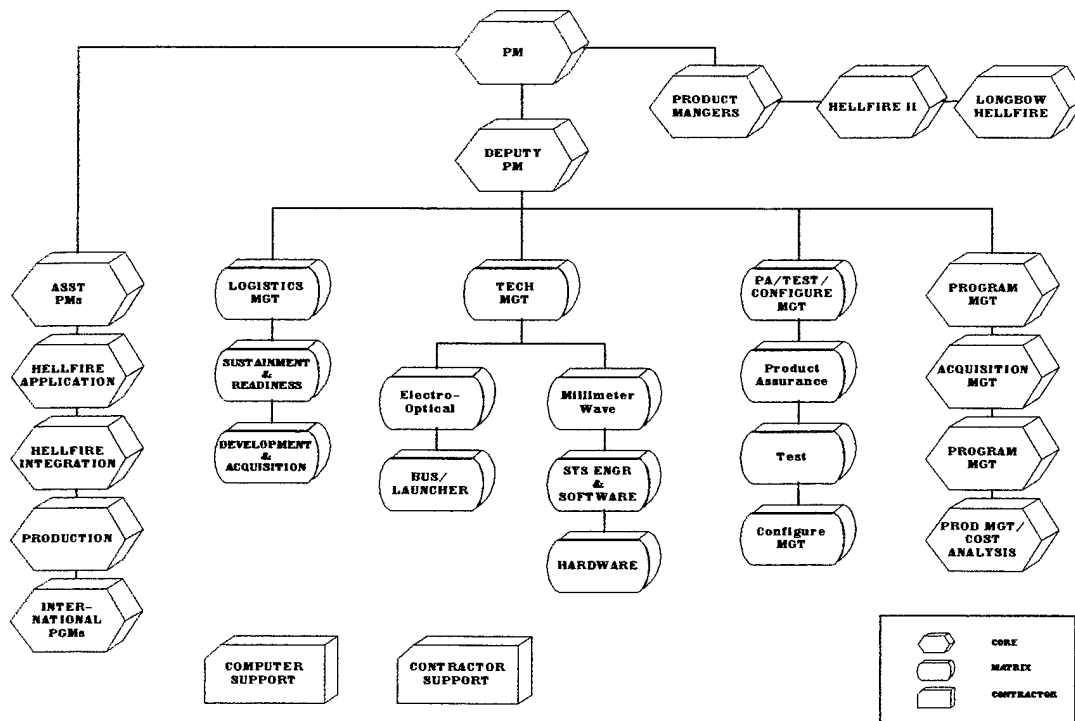 PM
PRODUCT
MANGERS
HELLFIRE II
LONGBOW
HELLFIRE
DEPUTY
PM
ASST
PMs
HELLFIRE
APPLICATION
HELLFIRE
INTEGRATION
PRODUCTION
INTER-
NATIONAL
PGMs
LOGISTICS
MGT
SUSTAINMENT
&
READINESS
DEVELOPMENT
&
ACQUISITION
TECH
MGT
Electro-
Optical
BUS/
LAUNCHER
Millimeter
Wave
SYS ENGR
&
SOFTWARE
HARDWARE
PA/TEST/
CONFIGURE
MGT
Product
Assurance
Test
Configure
MGT
PROGRAM
MGT
ACQUISITION
MGT
PROGRAM
MGT
PROD MGT/
COST
ANALYSIS
COMPUTER
SUPPORT
CONTRACTOR
SUPPORT
CORE
MATRIX
CONTRACTOR